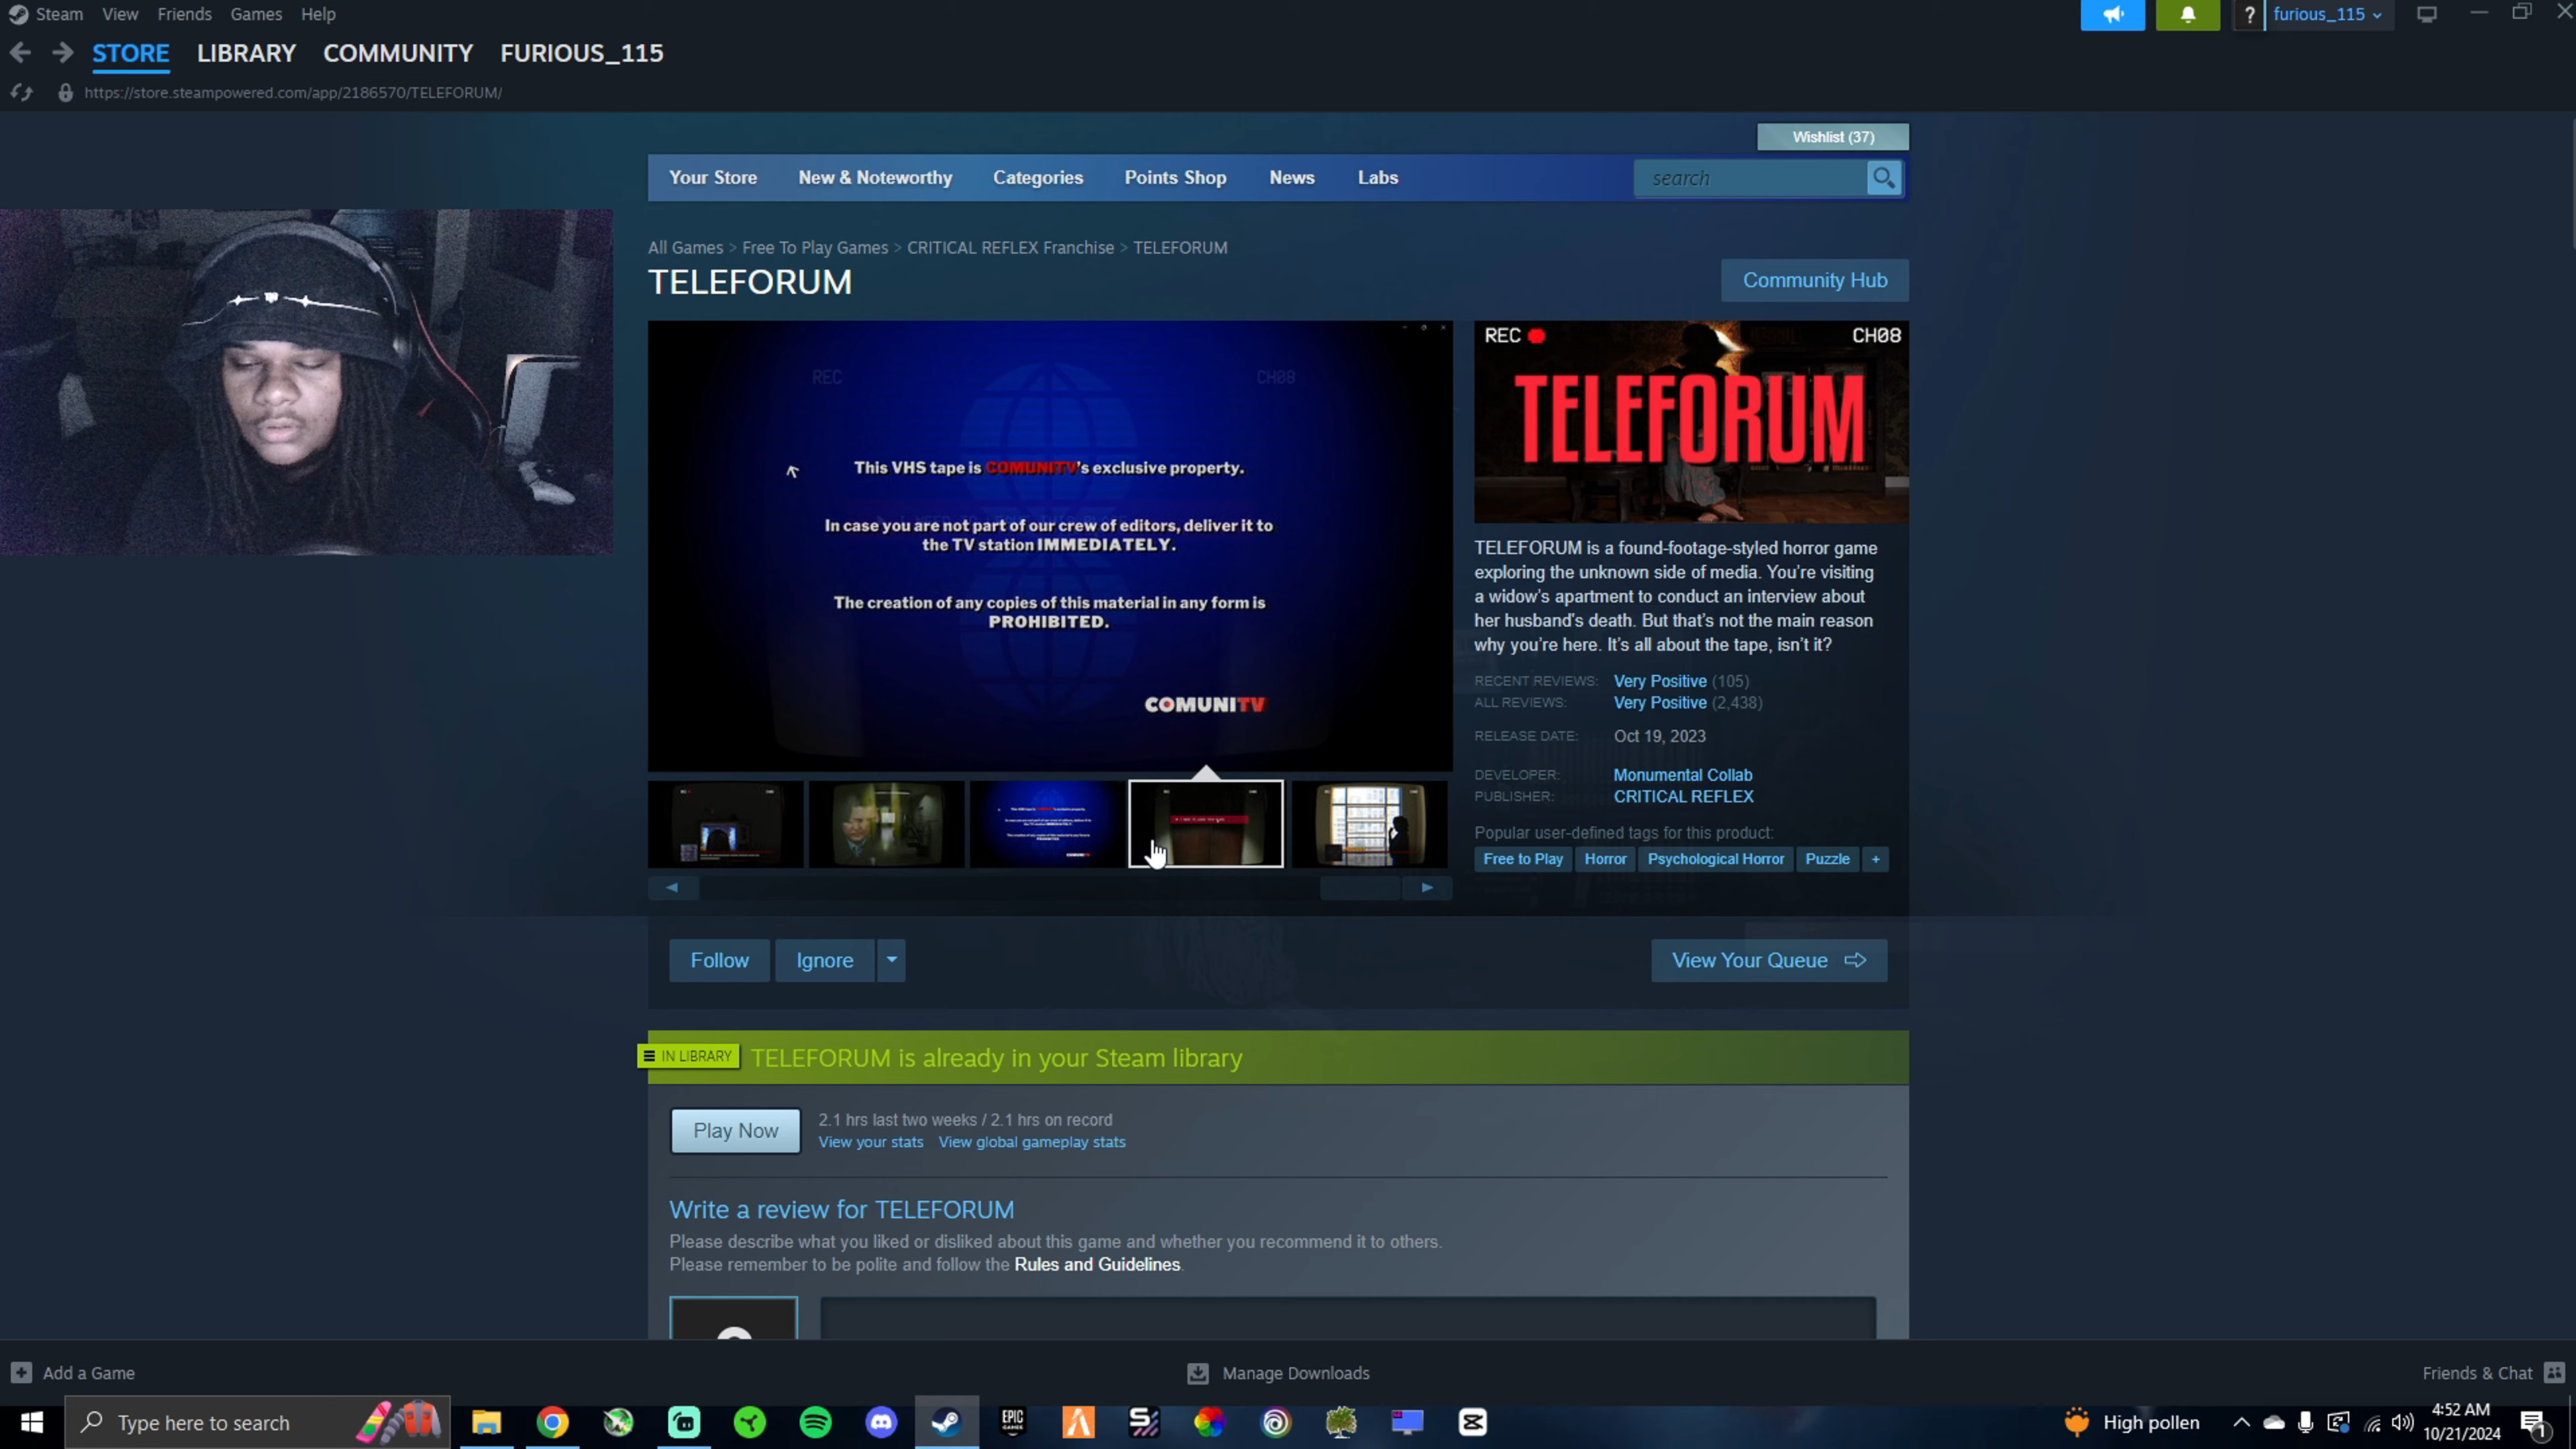 Steam View Friends Games Help
furious_115
STORE LIBRARY COMMUNITY FURIOUS_115
https://store.steampowered.com/app/2186570/TELEFORUM/
Wishlist (37)
Your Store New & Noteworthy Categories Points Shop News Labs search
All Games > Free To Play Games > CRITICAL REFLEX Franchise > TELEFORUM
TELEFORUM
Community Hub
REC CH08
This VHS tape is COMUNITV's exclusive property.
In case you are not part of our crew of editors, deliver it to
the TV station IMMEDIATELY.
The creation of any copies of this material in any form is
PROHIBITED.
COMUNITV
REC CH08
TELEFORUM
TELEFORUM is a found-footage-styled horror game
exploring the unknown side of media. You're visiting
a widow's apartment to conduct an interview about
her husband's death. But that's not the main reason
why you're here. It's all about the tape, isn't it?
RECENT REVIEWS: Very Positive (105)
ALL REVIEWS: Very Positive (2,438)
RELEASE DATE: Oct 19, 2023
DEVELOPER: Monumental Collab
PUBLISHER: CRITICAL REFLEX
Popular user-defined tags for this product:
Free to Play Horror Psychological Horror Puzzle +
Follow Ignore
View Your Queue
IN LIBRARY TELEFORUM is already in your Steam library
Play Now
2.1 hrs last two weeks / 2.1 hrs on record
View your stats View global gameplay stats
Write a review for TELEFORUM
Please describe what you liked or disliked about this game and whether you recommend it to others.
Please remember to be polite and follow the Rules and Guidelines.
Add a Game
Manage Downloads
Friends & Chat
Type here to search
EPIC GAMES
High pollen
4:52 AM
10/21/2024
1